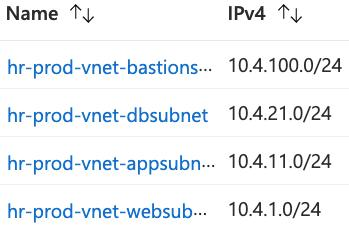 Name ↑↓ IPv4 ↑↓
hr-prod-vnet-bastions··· 10.4.100.0/24
hr-prod-vnet-dbsubnet 10.4.21.0/24
hr-prod-vnet-appsubn··· 10.4.11.0/24
hr-prod-vnet-websub··· 10.4.1.0/24